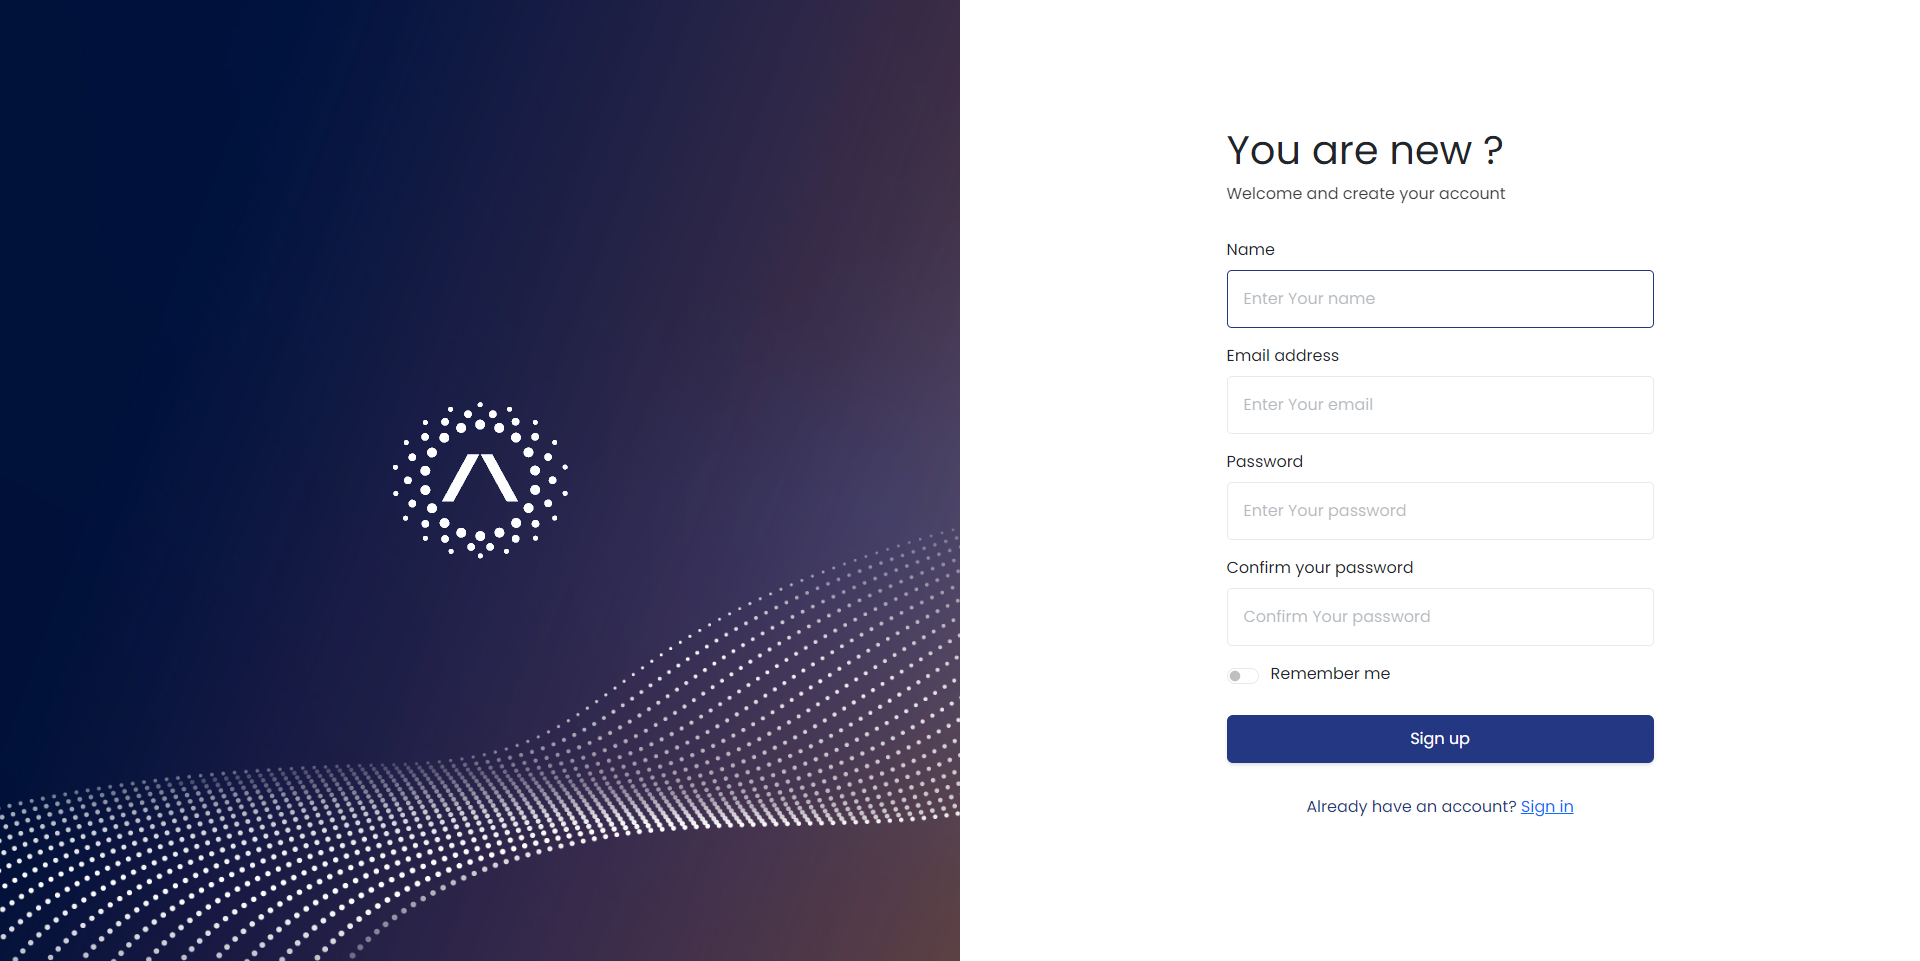 You are new ?
Welcome and create your account
Name
Enter Your name
Email address
Enter Your email
Password
Enter Your password
Confirm your password
Confirm Your password
Remember me
Sign up
Already have an account? Sign in